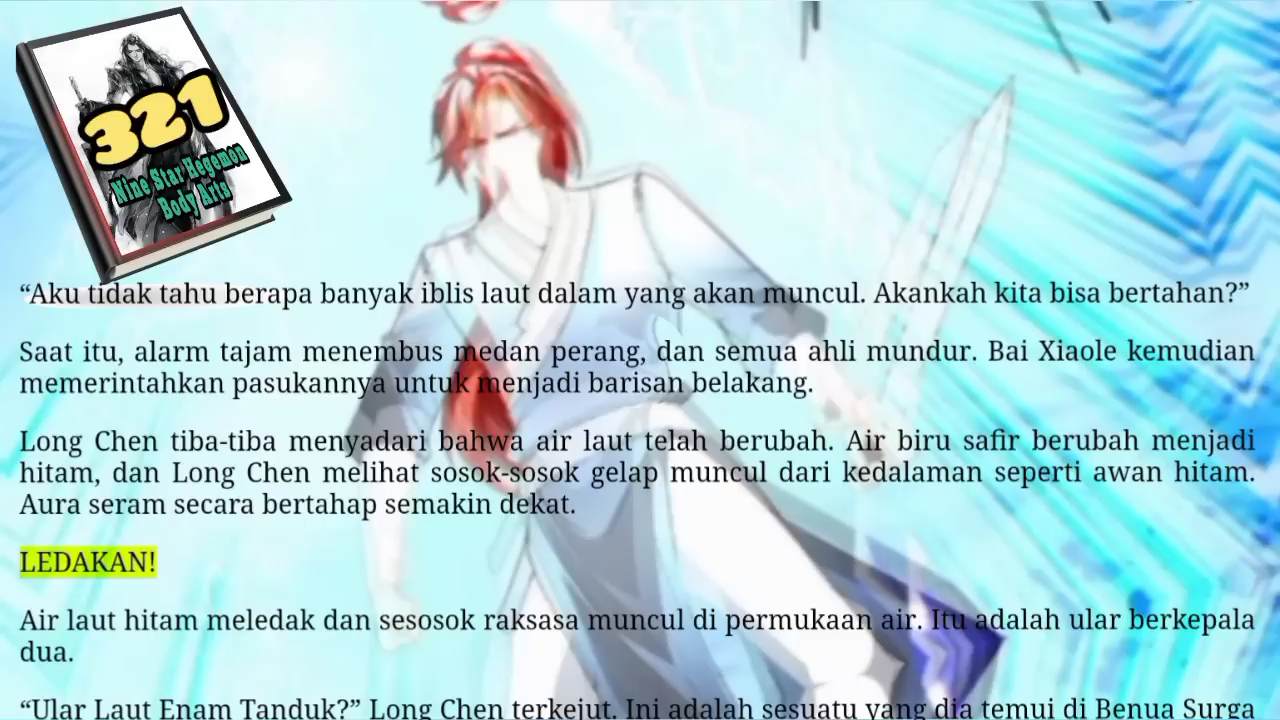 321
Nine Star Hegemon
Body Arts
“Aku tidak tahu berapa banyak iblis laut dalam yang akan muncul. Akankah kita bisa bertahan?”
Saat itu, alarm tajam menembus medan perang, dan semua ahli mundur. Bai Xiaole kemudian
memerintahkan pasukannya untuk menjadi barisan belakang.
Long Chen tiba-tiba menyadari bahwa air laut telah berubah. Air biru safir berubah menjadi
hitam, dan Long Chen melihat sosok-sosok gelap muncul dari kedalaman seperti awan hitam.
Aura seram secara bertahap semakin dekat.
LEDAKAN!
Air laut hitam meledak dan sesosok raksasa muncul di permukaan air. Itu adalah ular berkepala
dua.
“Ular Laut Enam Tanduk?” Long Chen terkejut. Ini adalah sesuatu yang dia temui di Benua Surga